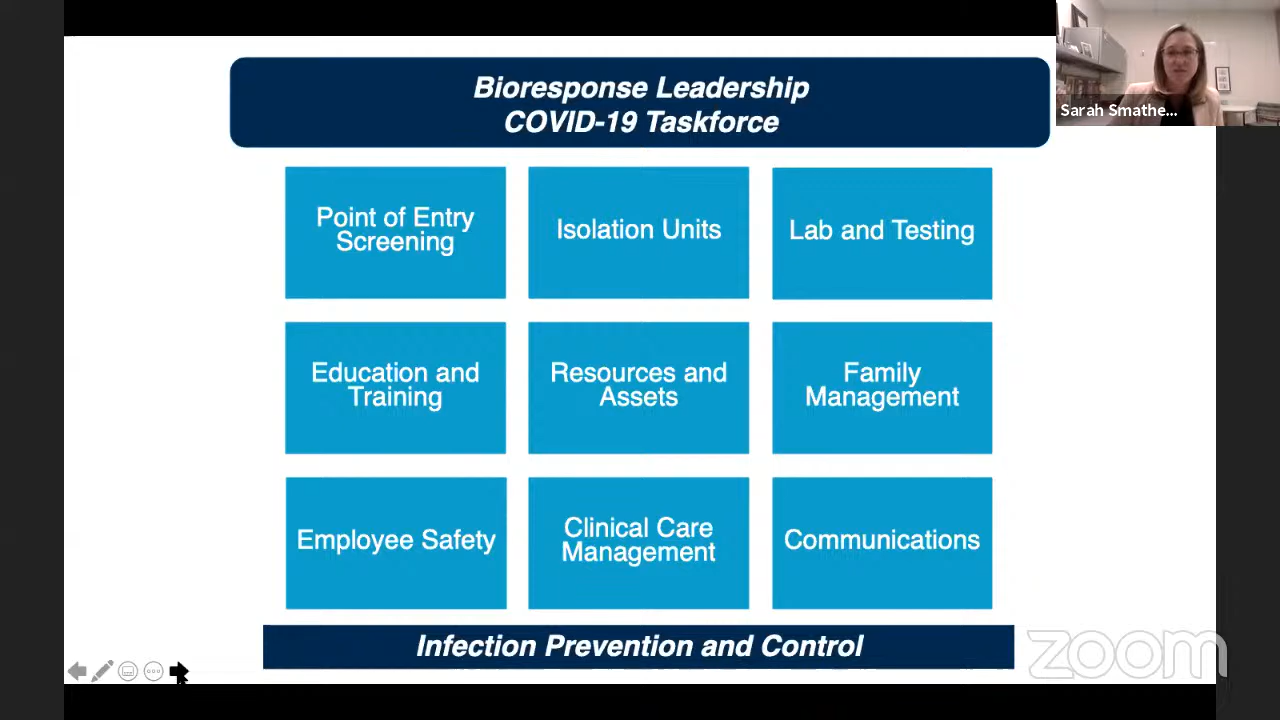 Bioresponse Leadership
COVID-19 Taskforce
Sarah Smathe...
Point of Entry
Screening
Isolation Units
Lab and Testing
Education and
Training
Resources and
Assets
Family
Management
Employee Safety
Clinical Care
Management
Communications
Infection Prevention and Control
zoom